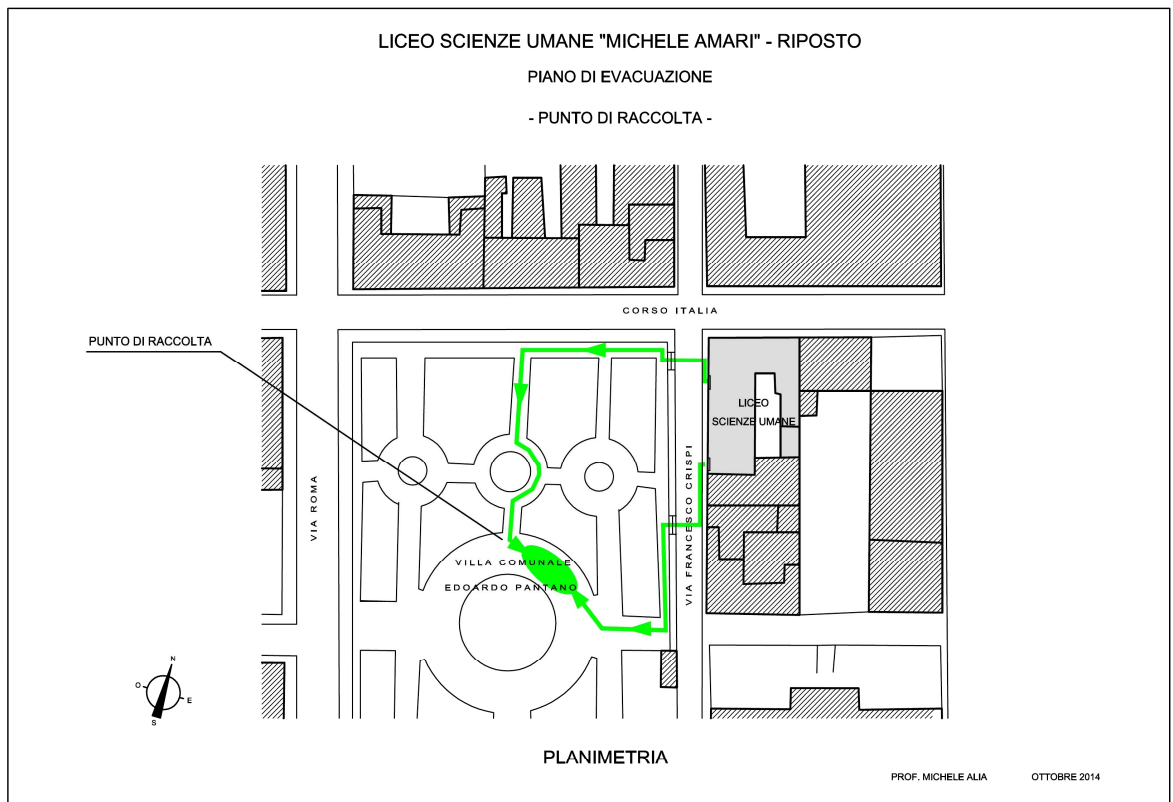 LICEO SCIENZE UMANE "MICHELE AMARI" - RIPOSTO
PIANO DI EVACUAZIONE
- PUNTO DI RACCOLTA -
CORSO ITALIA
PUNTO DI RACCOLTA
LICEO
SCIENZE UMANE
VIA ROMA
VIA FRANCESCO CRISPI
VILLA COMUNALE
EDOARDO PANTANO
N
O
E
S
PLANIMETRIA
PROF. MICHELE ALIA OTTOBRE 2014